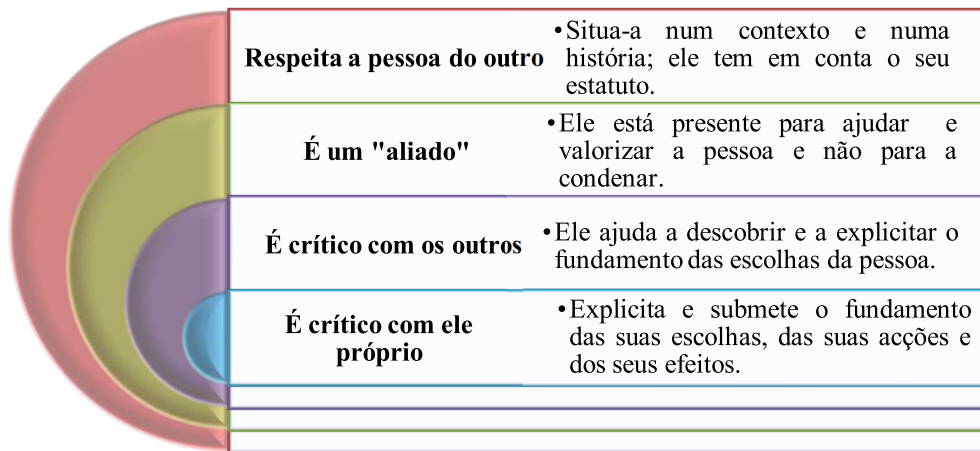 Respeita a pessoa do outro
•Situa-a num contexto e numa
história; ele tem em conta o seu
estatuto.
É um "aliado"
•Ele está presente para ajudar e
valorizar a pessoa e não para a
condenar.
É crítico com os outros
•Ele ajuda a descobrir e a explicitar o
fundamento das escolhas da pessoa.
É crítico com ele
próprio
•Explicita e submete o fundamento
das suas escolhas, das suas acções e
dos seus efeitos.